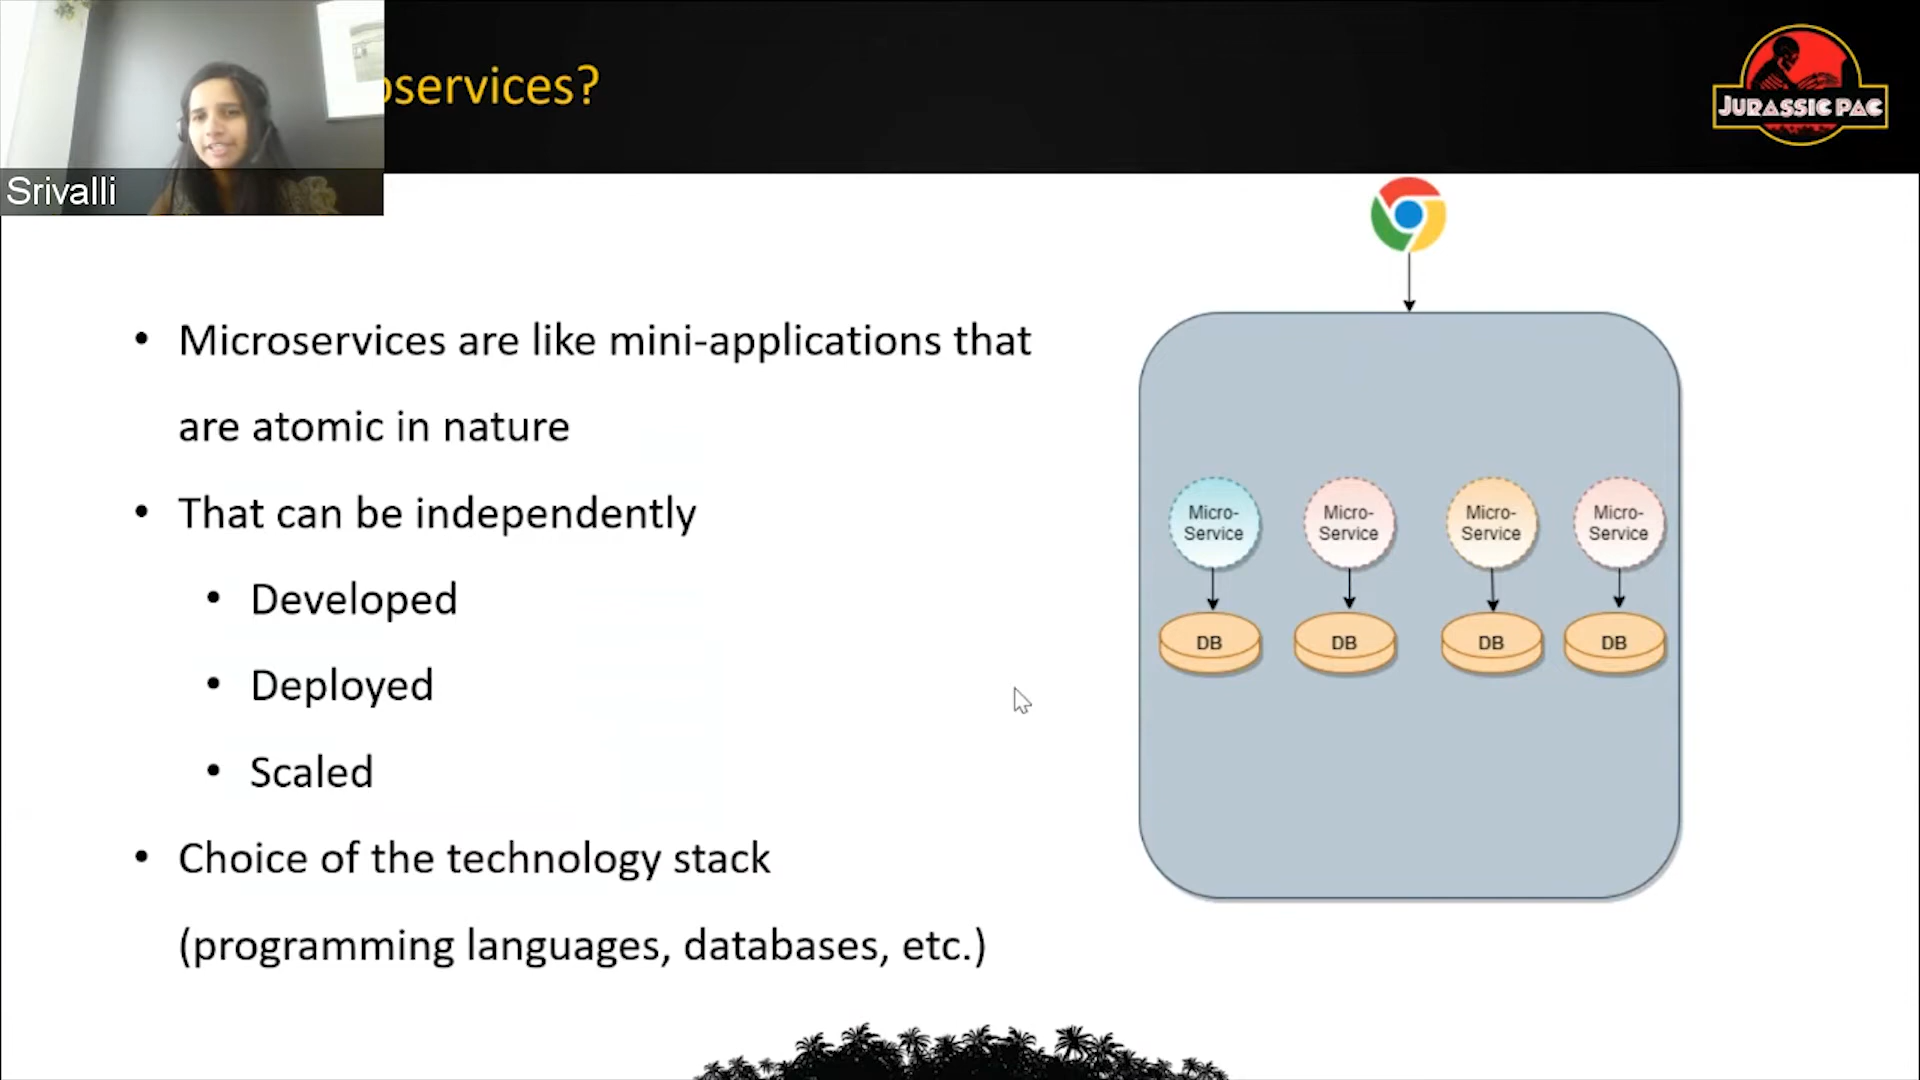 oservices?
JURASSIC PAC
Srivalli
• Microservices are like mini-applications that
are atomic in nature
• That can be independently
• Developed
• Deployed
• Scaled
• Choice of the technology stack
(programming languages, databases, etc.)
Micro-
Service
Micro-
Service
Micro-
Service
Micro-
Service
DB
DB
DB
DB